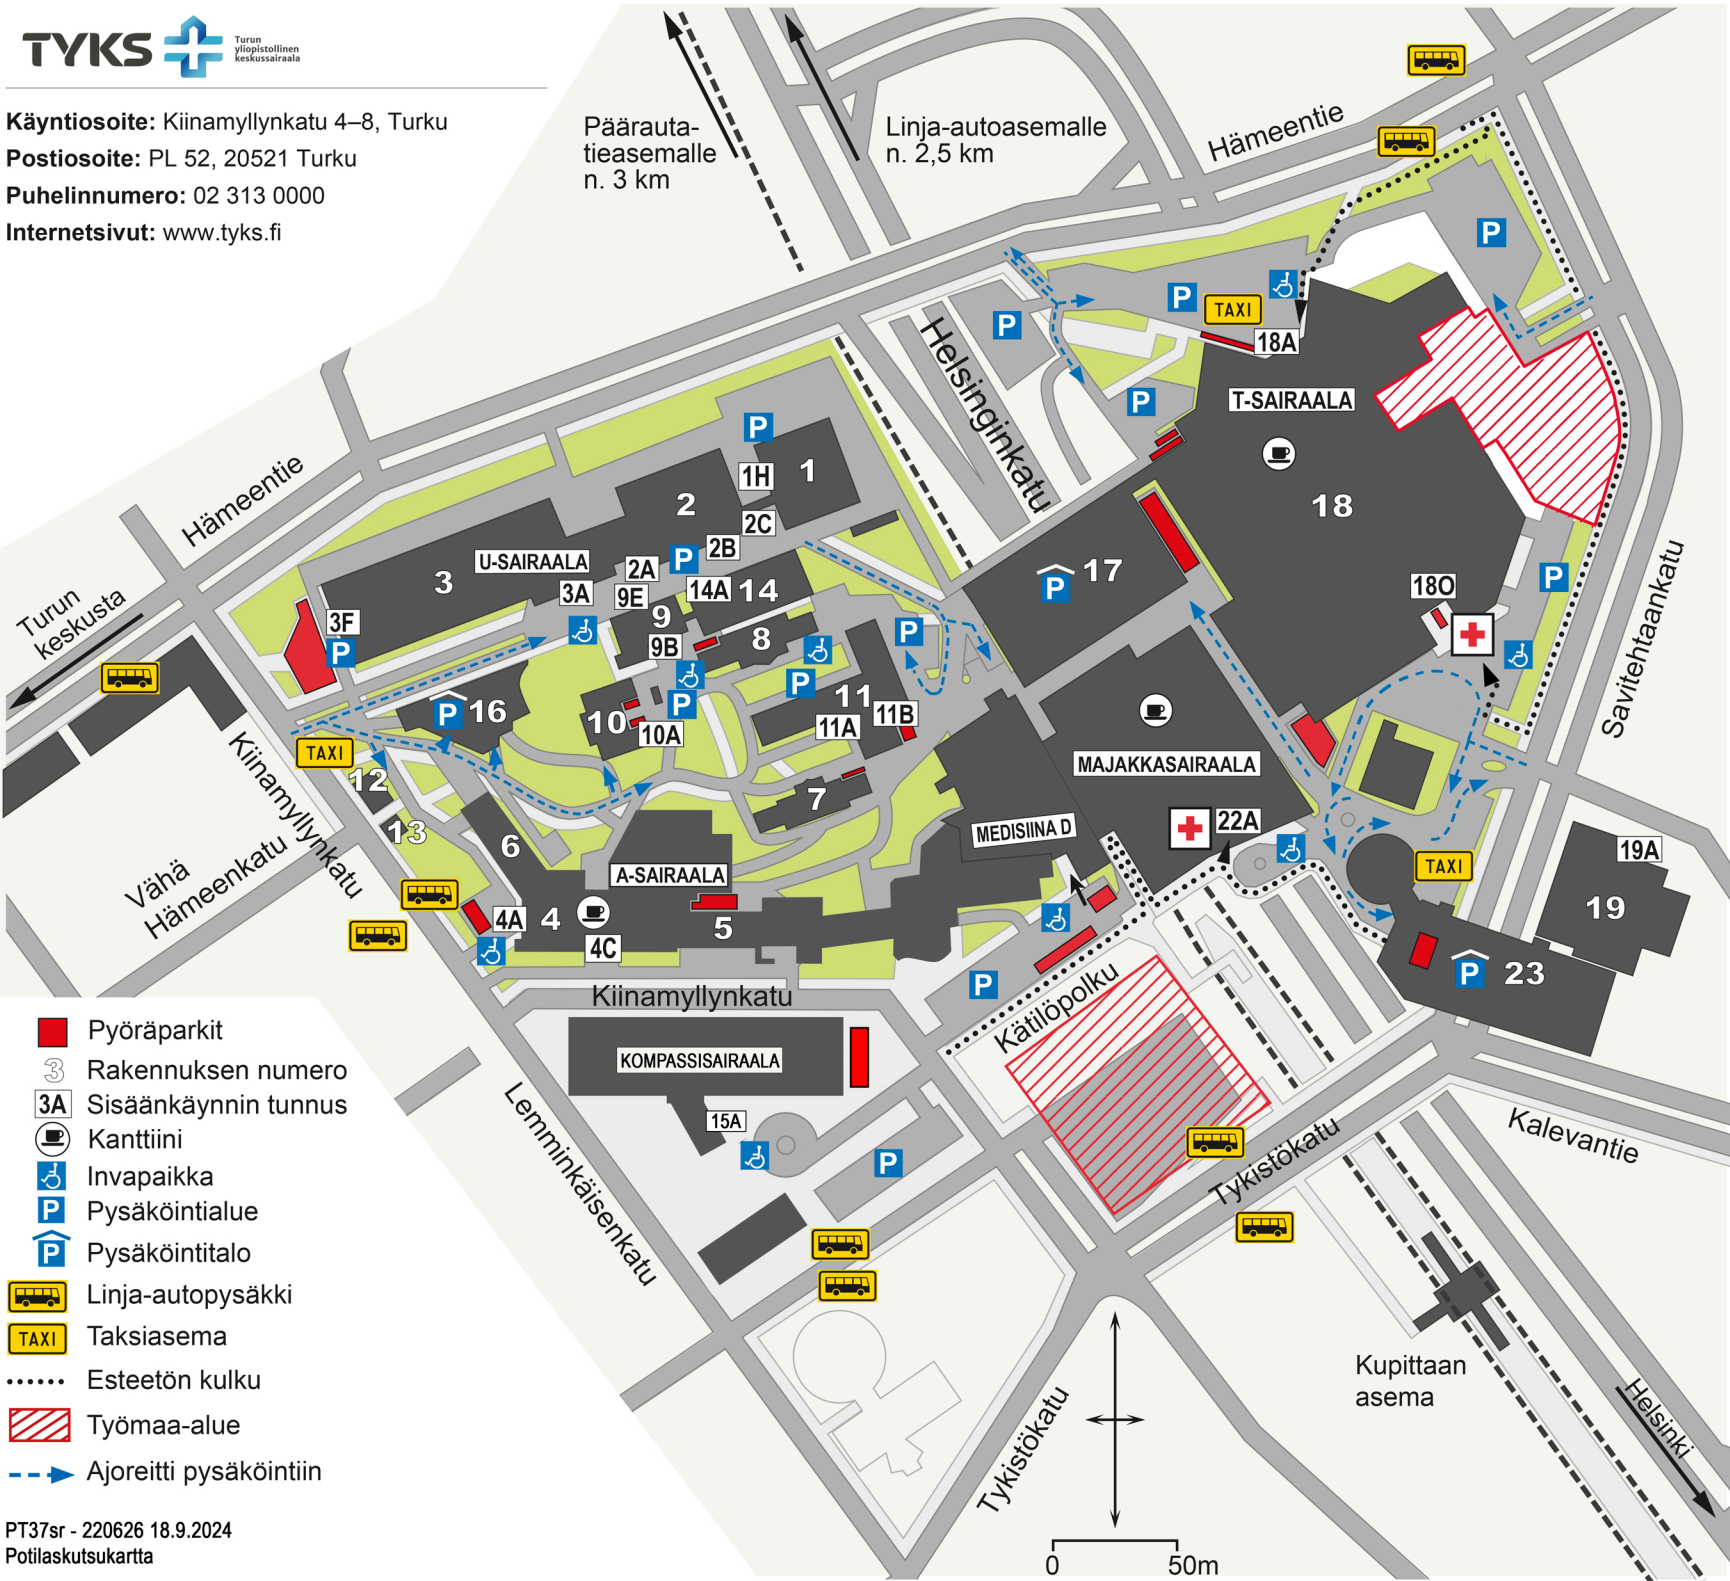 TYKS
Turun
yliopistollinen
keskussairaala
Käyntiosoite: Kiinamyllynkatu 4–8, Turku
Postiosoite: PL 52, 20521 Turku
Puhelinnumero: 02 313 0000
Internetsivut: www.tyks.fi
Päärauta-
tieasemalle
n. 3 km
Linja-autoasemalle
n. 2,5 km
Hämeentie
P
P
TAXI
18A
P
Helsinginkatu
P
T-SAIRAALA
18
P
1H
1
2
2C
2B
Hämeentie
U-SAIRAALA
3
2A
P
3A
9E
14A
14
9
3F
P
9B
8
P
17
P
18O
P
Savitehtaankatu
Turun
keskusta
P
16
10
P
10A
P
11
11A
11B
TAXI
12
13
Kiinamyllynkatu
Vähä
Hämeenkatu
7
6
MAJAKKASAIRAALA
MEDISIINA D
22A
A-SAIRAALA
4A
4
4C
5
TAXI
19A
19
P
23
P
Kiinamyllynkatu
Kätilöpolku
KOMPASSISAIRAALA
15A
P
Lemminkäisenkatu
Tykistökatu
Kalevantie
Kupittaan
asema
Helsinki
Tykistökatu
0
50m
Pyöräparkit
3 Rakennuksen numero
3A Sisäänkäynnin tunnus
Kanttiini
Invapaikka
P Pysäköintialue
P Pysäköintitalo
Linja-autopysäkki
TAXI Taksiasema
Esteetön kulku
Työmaa-alue
Ajoreitti pysäköintiin
PT37sr - 220626 18.9.2024
Potilaskutsukartta